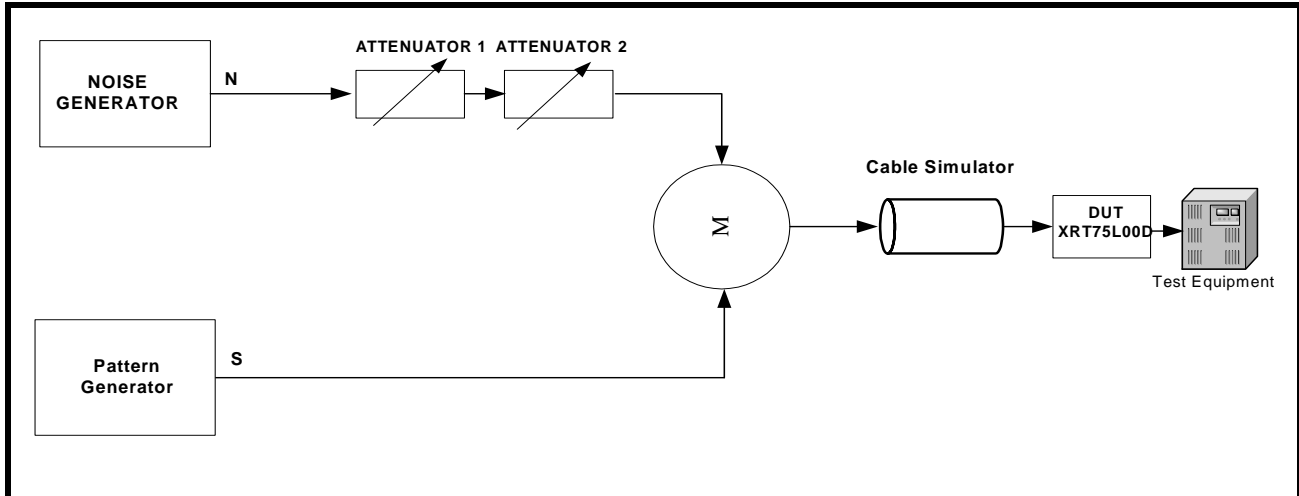 NOISE
GENERATOR
N
ATTENUATOR 1 ATTENUATOR 2
M
Cable Simulator
DUT
XRT75L00D
Test Equipment
Pattern
Generator
S